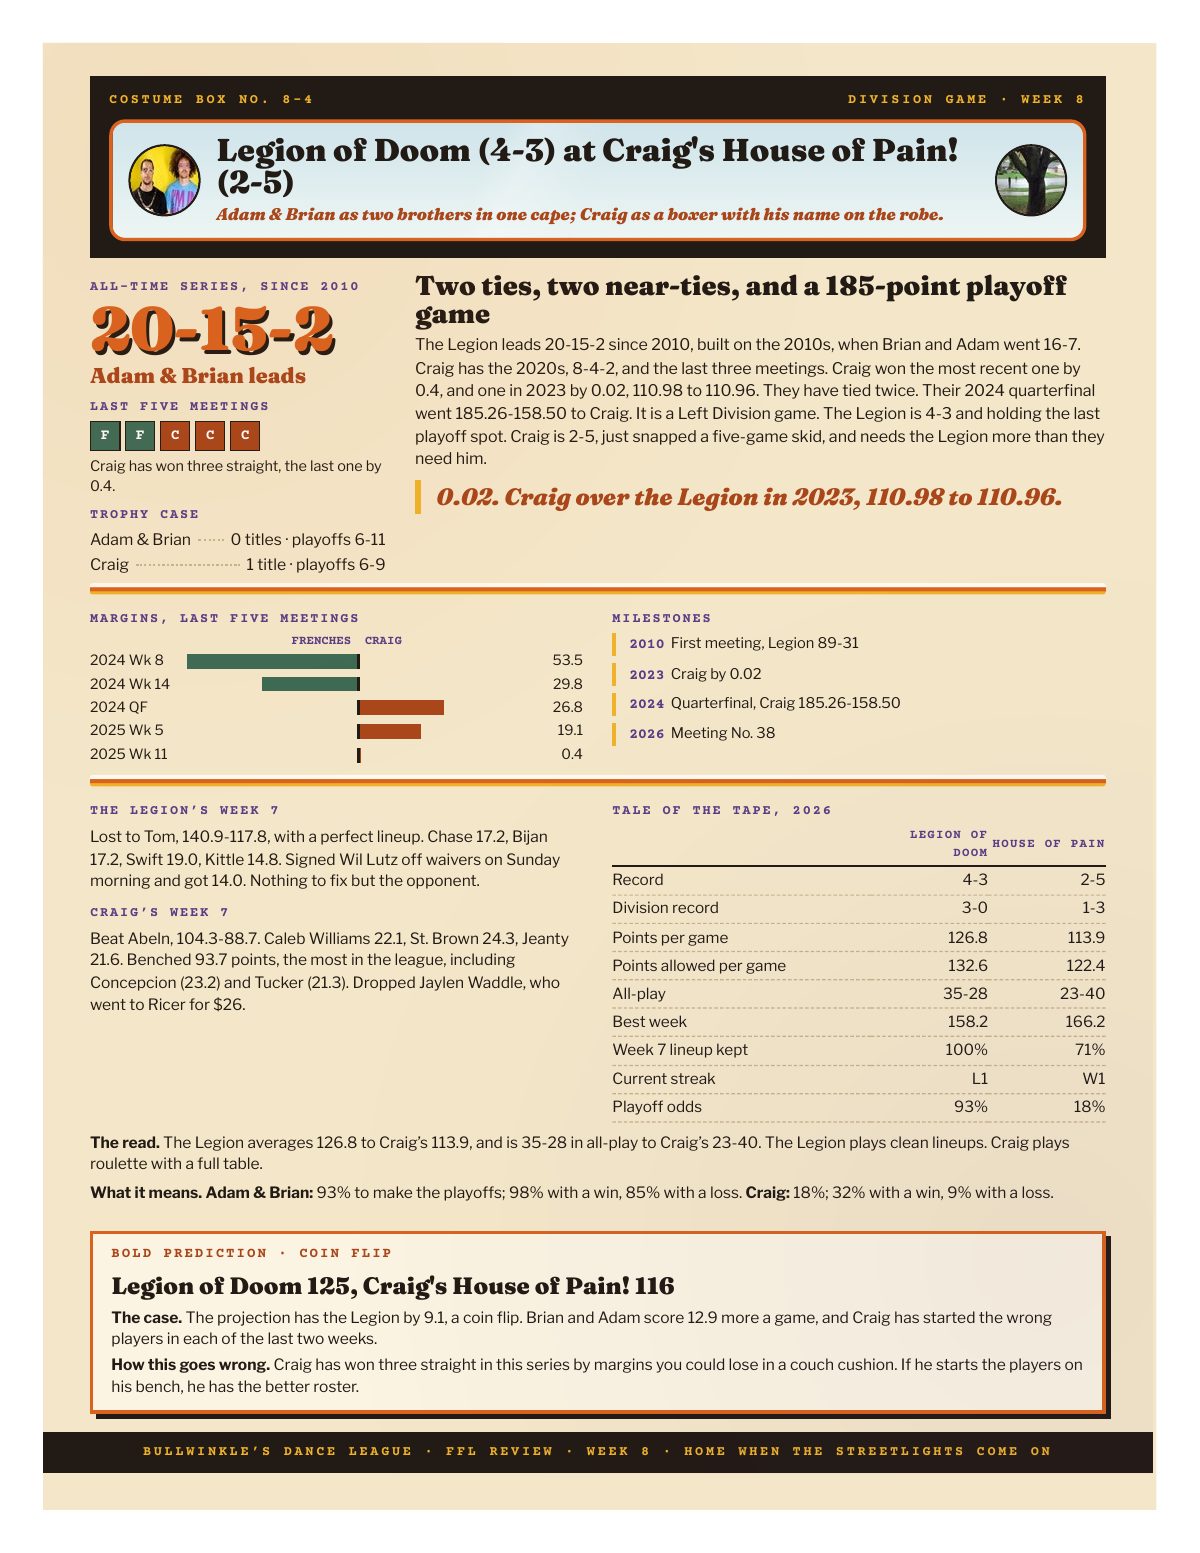 COSTUME BOX NO. 8-4
DIVISION GAME · WEEK 8
Legion of Doom (4-3) at Craig's House of Pain!
(2-5)
Adam & Brian as two brothers in one cape; Craig as a boxer with his name on the robe.
ALL-TIME SERIES, SINCE 2010
20-15-2
Adam & Brian leads
LAST FIVE MEETINGS
F F C C C
Craig has won three straight, the last one by
0.4.
TROPHY CASE
Adam & Brian 0 titles · playoffs 6-11
Craig 1 title · playoffs 6-9
Two ties, two near-ties, and a 185-point playoff
game
The Legion leads 20-15-2 since 2010, built on the 2010s, when Brian and Adam went 16-7.
Craig has the 2020s, 8-4-2, and the last three meetings. Craig won the most recent one by
0.4, and one in 2023 by 0.02, 110.98 to 110.96. They have tied twice. Their 2024 quarterfinal
went 185.26-158.50 to Craig. It is a Left Division game. The Legion is 4-3 and holding the last
playoff spot. Craig is 2-5, just snapped a five-game skid, and needs the Legion more than they
need him.
0.02. Craig over the Legion in 2023, 110.98 to 110.96.
MARGINS, LAST FIVE MEETINGS
FRENCHES CRAIG
2024 Wk 8 53.5
2024 Wk 14 29.8
2024 QF 26.8
2025 Wk 5 19.1
2025 Wk 11 0.4
MILESTONES
2010 First meeting, Legion 89-31
2023 Craig by 0.02
2024 Quarterfinal, Craig 185.26-158.50
2026 Meeting No. 38
THE LEGION’S WEEK 7
Lost to Tom, 140.9-117.8, with a perfect lineup. Chase 17.2, Bijan
17.2, Swift 19.0, Kittle 14.8. Signed Wil Lutz off waivers on Sunday
morning and got 14.0. Nothing to fix but the opponent.
CRAIG’S WEEK 7
Beat Abeln, 104.3-88.7. Caleb Williams 22.1, St. Brown 24.3, Jeanty
21.6. Benched 93.7 points, the most in the league, including
Concepcion (23.2) and Tucker (21.3). Dropped Jaylen Waddle, who
went to Ricer for $26.
TALE OF THE TAPE, 2026
LEGION OF
DOOM HOUSE OF PAIN
Record 4-3 2-5
Division record 3-0 1-3
Points per game 126.8 113.9
Points allowed per game 132.6 122.4
All-play 35-28 23-40
Best week 158.2 166.2
Week 7 lineup kept 100% 71%
Current streak L1 W1
Playoff odds 93% 18%
The read. The Legion averages 126.8 to Craig’s 113.9, and is 35-28 in all-play to Craig’s 23-40. The Legion plays clean lineups. Craig plays
roulette with a full table.
What it means. Adam & Brian: 93% to make the playoffs; 98% with a win, 85% with a loss. Craig: 18%; 32% with a win, 9% with a loss.
BOLD PREDICTION · COIN FLIP
Legion of Doom 125, Craig's House of Pain! 116
The case. The projection has the Legion by 9.1, a coin flip. Brian and Adam score 12.9 more a game, and Craig has started the wrong
players in each of the last two weeks.
How this goes wrong. Craig has won three straight in this series by margins you could lose in a couch cushion. If he starts the players on
his bench, he has the better roster.
BULLWINKLE’S DANCE LEAGUE · FFL REVIEW · WEEK 8 · HOME WHEN THE STREETLIGHTS COME ON